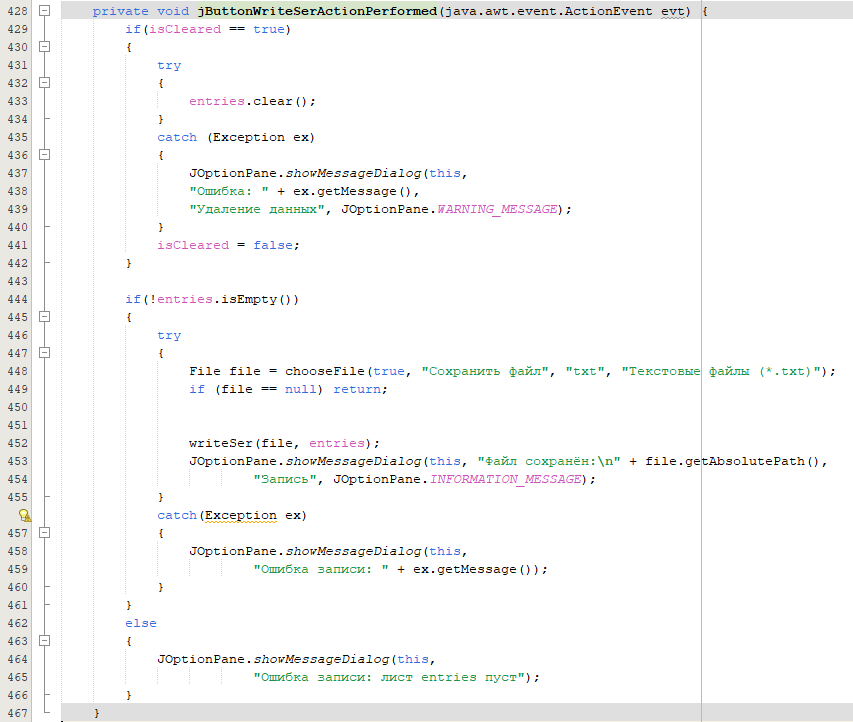 428 private void jButtonWriteSerActionPerformed(java.awt.event.ActionEvent evt) {
429 if(isCleared == true)
430 {
431 try
432 {
433 entries.clear();
434 }
435 catch (Exception ex)
436 {
437 JOptionPane.showMessageDialog(this,
438 "Ошибка: " + ex.getMessage(),
439 "Удаление данных", JOptionPane.WARNING_MESSAGE);
440 }
441 isCleared = false;
442 }
443
444 if(!entries.isEmpty())
445 {
446 try
447 {
448 File file = chooseFile(true, "Сохранить файл", "txt", "Текстовые файлы (*.txt)");
449 if (file == null) return;
450
451
452 writeSer(file, entries);
453 JOptionPane.showMessageDialog(this, "Файл сохранён:\n" + file.getAbsolutePath(),
454 "Запись", JOptionPane.INFORMATION_MESSAGE);
455 }
catch(Exception ex)
457 {
458 JOptionPane.showMessageDialog(this,
459 "Ошибка записи: " + ex.getMessage());
460 }
461 }
462 else
463 {
464 JOptionPane.showMessageDialog(this,
465 "Ошибка записи: лист entries пуст");
466 }
467 }